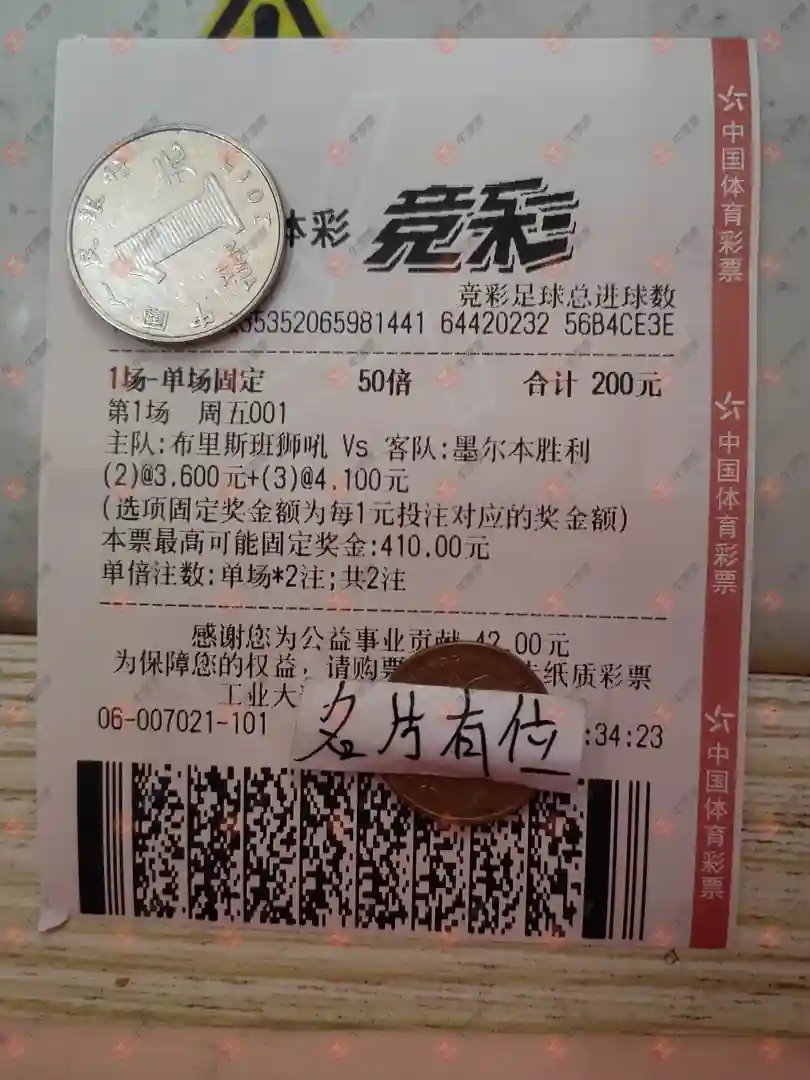 体彩 竞彩
竞彩足球总进球数
35352065981441 64420232 56B4CE3E
1场-单场固定 50倍 合计 200元
第1场 周五001
主队:布里斯班狮吼 Vs 客队:墨尔本胜利
(2)@3.600元+(3)@4.100元
(选项固定奖金额为每1元投注对应的奖金额)
本票最高可能固定奖金:410.00元
单倍注数:单场*2注;共2注
感谢您为公益事业贡献 42.00元
为保障您的权益,请购票 纸质彩票
工业大
06-007021-101 :34:23
名片有位
中国体育彩票
中国体育彩票
中国体育彩票